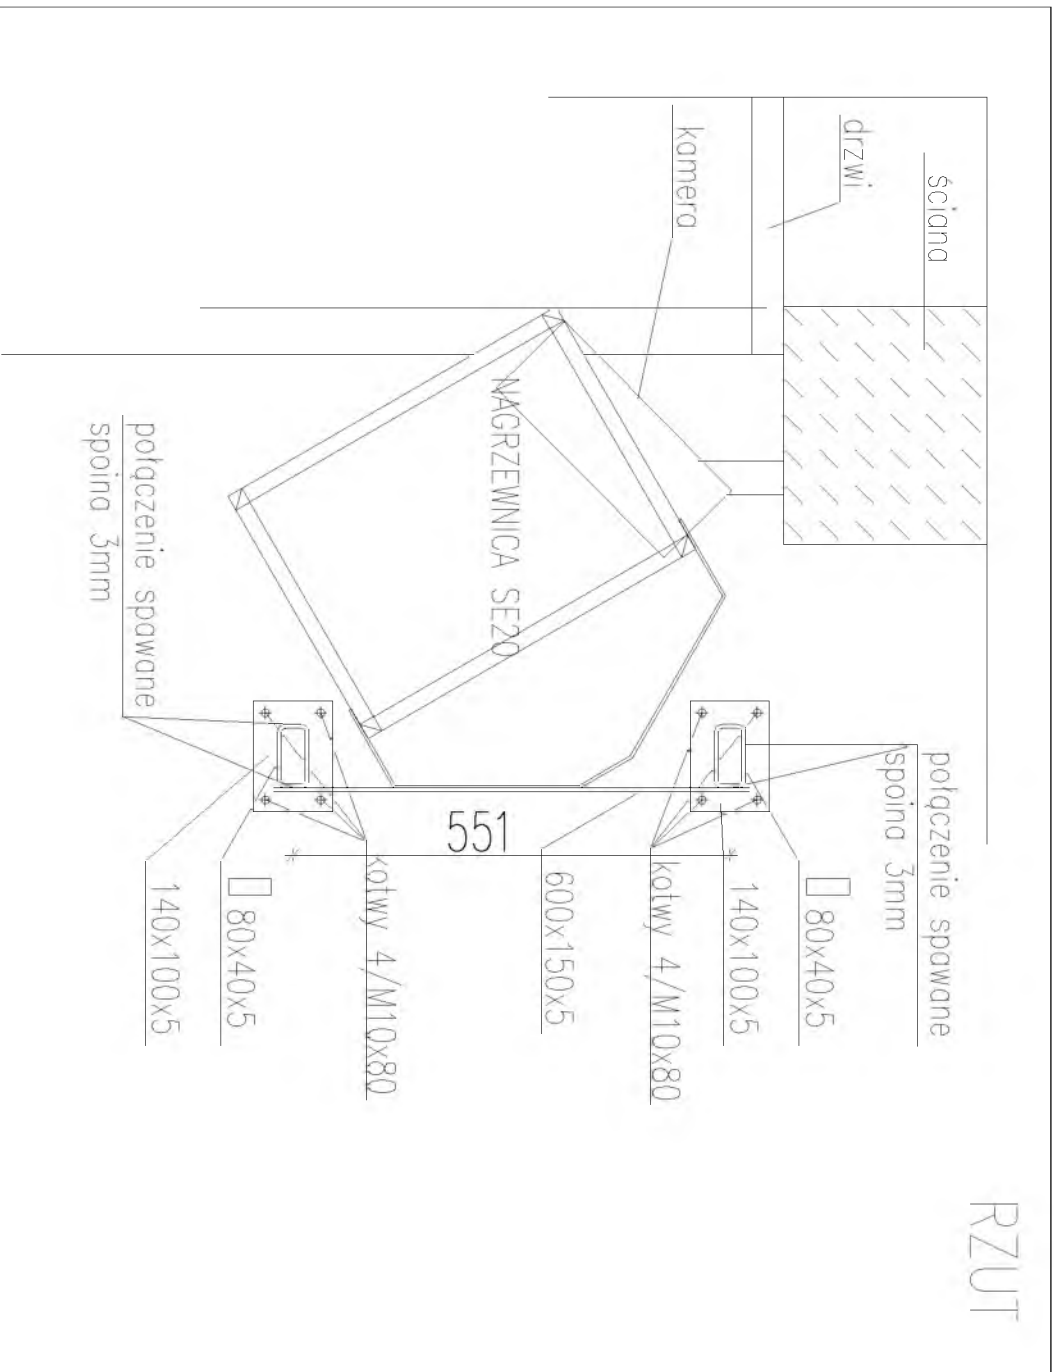 RZUT
ściana
drzwi
kamera
NAGRZEWNICA SE20
połączenie spawane
spoina 3mm
połączenie spawane
spoina 3mm
80x40x5
140x100x5
kotwy 4/M10x80
600x150x5
551
kotwy 4/M10x80
80x40x5
140x100x5